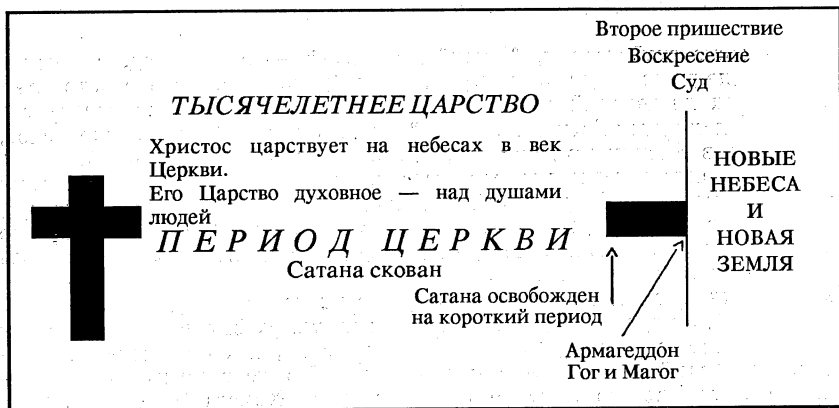 Второе пришествие
Воскресение
Суд
ТЫСЯЧЕЛЕТНЕЕ ЦАРСТВО
Христос царствует на небесах в век
Церкви.
Его Царство духовное — над душами
людей
ПЕРИОД ЦЕРКВИ
Сатана скован
Сатана освобожден
на короткий период
Армагеддон
Гог и Магог
НОВЫЕ
НЕБЕСА
И
НОВАЯ
ЗЕМЛЯ